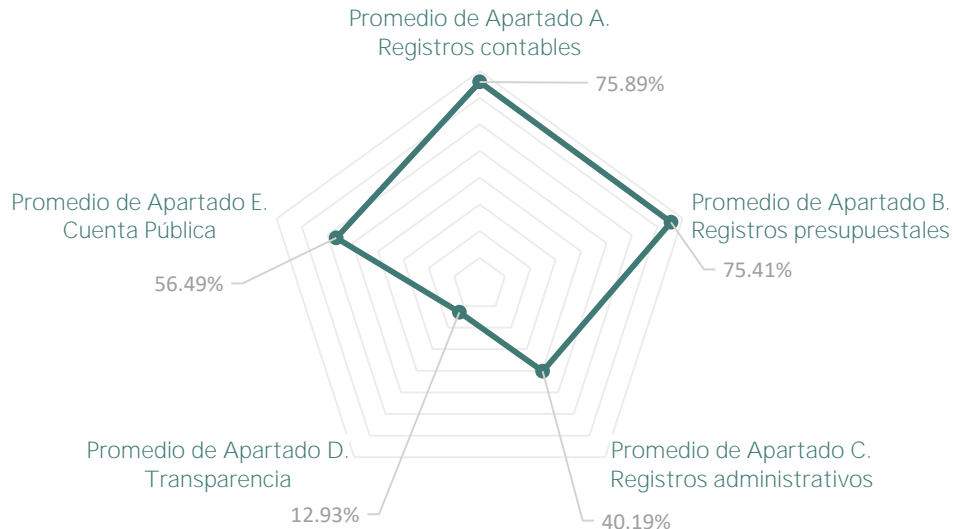 Promedio de Apartado A.
Registros contables
75.89%
Promedio de Apartado B.
Registros presupuestales
75.41%
Promedio de Apartado C.
Registros administrativos
40.19%
Promedio de Apartado D.
Transparencia
12.93%
Promedio de Apartado E.
Cuenta Pública
56.49%